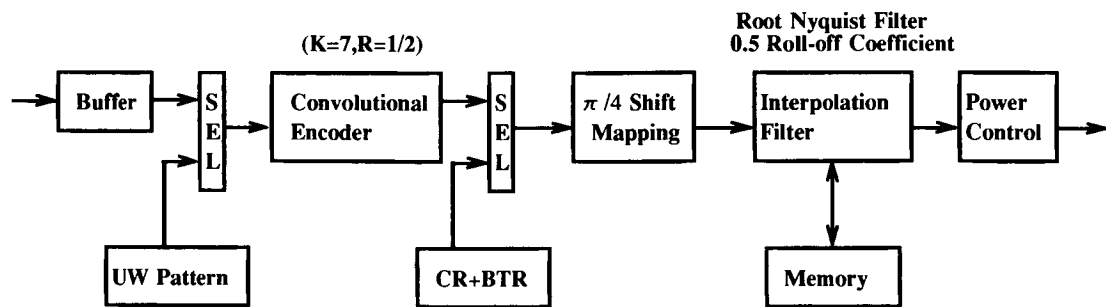 Root Nyquist Filter
0.5 Roll-off Coefficient
(K=7,R=1/2)
Buffer
S
E
L
Convolutional
Encoder
S
E
L
π /4 Shift
Mapping
Interpolation
Filter
Power
Control
UW Pattern
CR+BTR
Memory